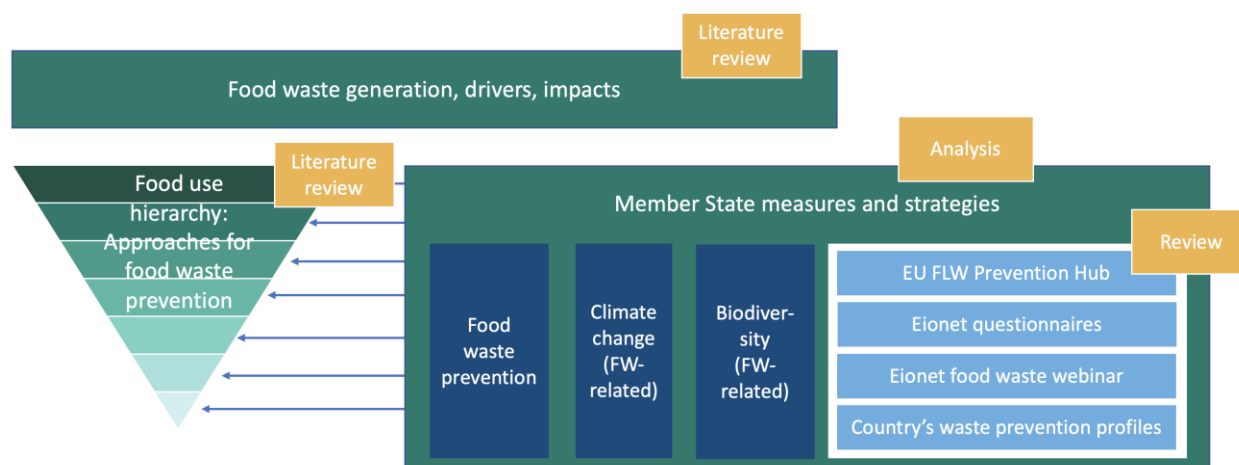 Literature
review
Food waste generation, drivers, impacts
Food use
hierarchy:
Approaches for
food waste
prevention
Literature
review
Analysis
Member State measures and strategies
Review
Food
waste
prevention
Climate
change
(FW-
related)
Biodiver-
sity
(FW-
related)
EU FLW Prevention Hub
Eionet questionnaires
Eionet food waste webinar
Country's waste prevention profiles